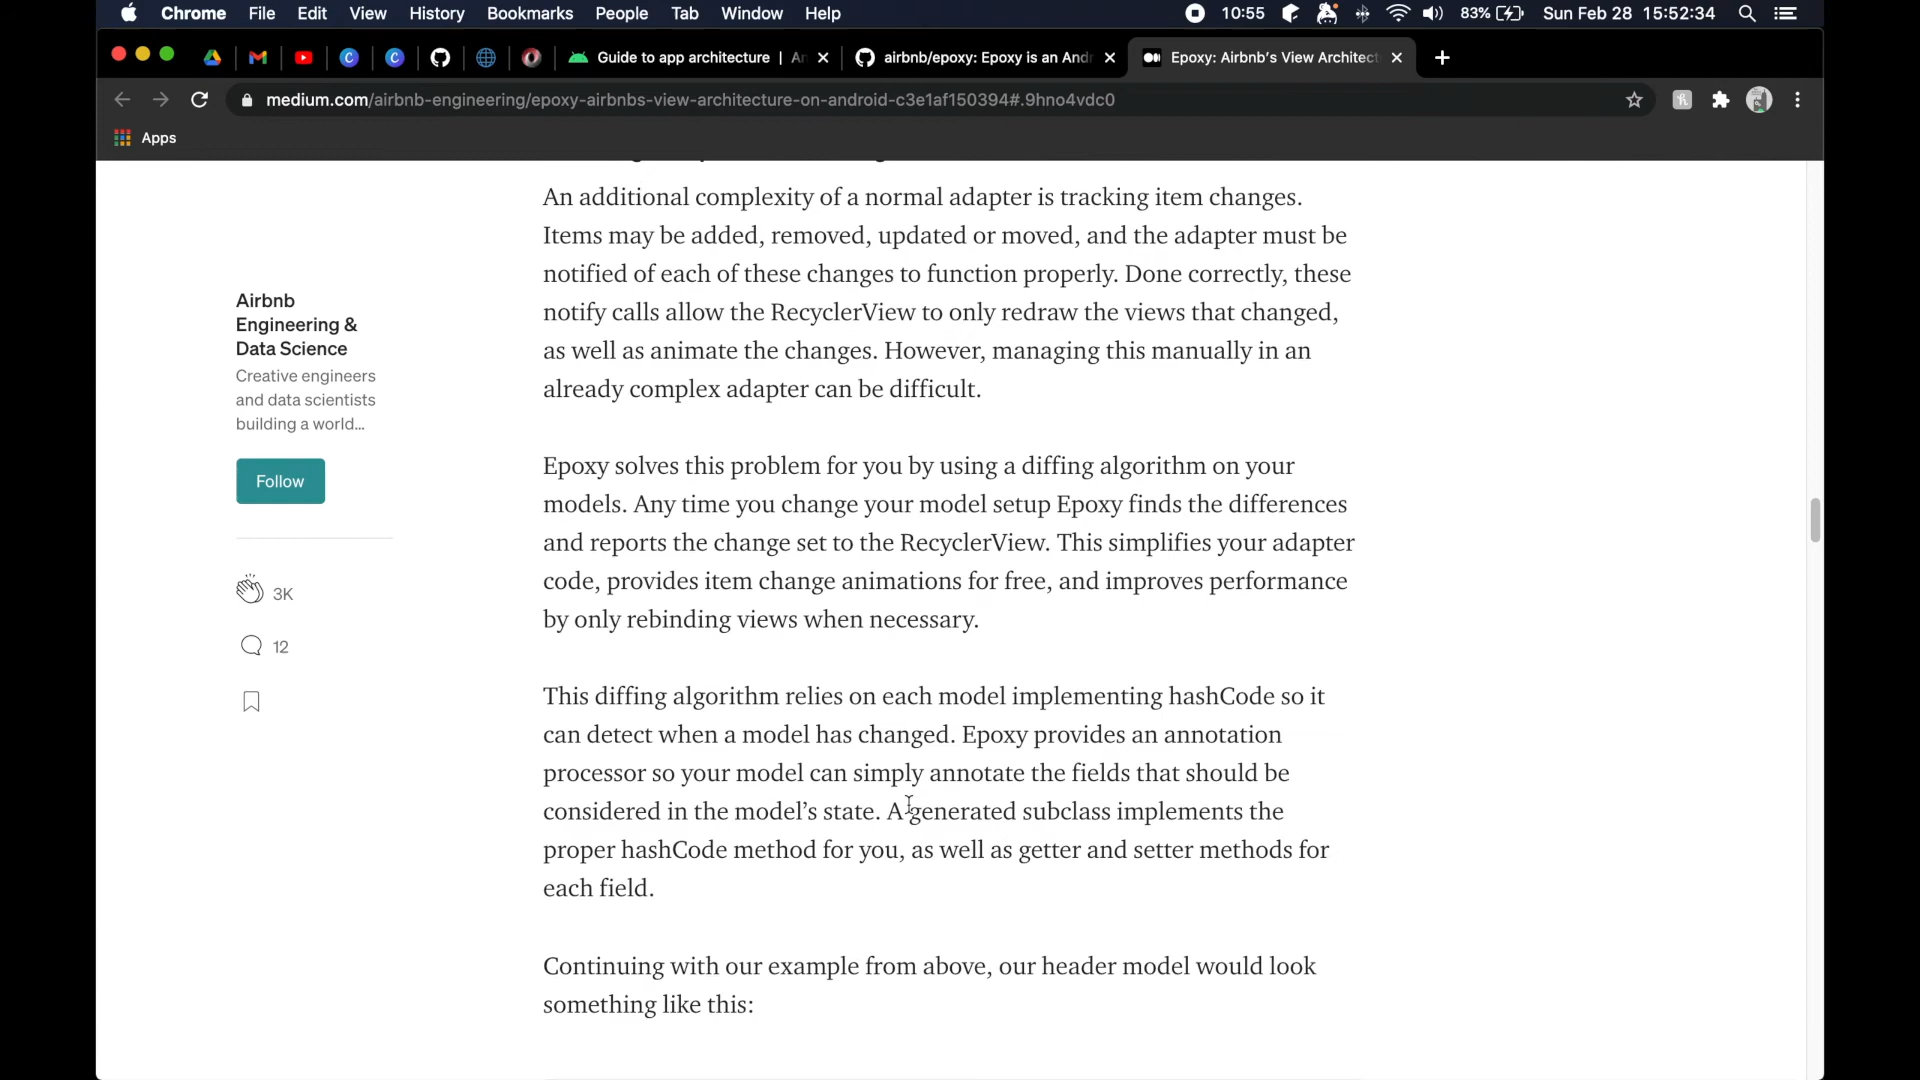 Chrome File Edit View History Bookmarks People Tab Window Help 10:55 83% Sun Feb 28 15:52:34
Guide to app architecture | An airbnb/epoxy: Epoxy is an Andr Epoxy: Airbnb's View Architect
medium.com/airbnb-engineering/epoxy-airbnbs-view-architecture-on-android-c3e1af150394#.9hno4vdc0
Apps
Airbnb
Engineering &
Data Science
Creative engineers
and data scientists
building a world...
Follow
3K
12
An additional complexity of a normal adapter is tracking item changes.
Items may be added, removed, updated or moved, and the adapter must be
notified of each of these changes to function properly. Done correctly, these
notify calls allow the RecyclerView to only redraw the views that changed,
as well as animate the changes. However, managing this manually in an
already complex adapter can be difficult.
Epoxy solves this problem for you by using a diffing algorithm on your
models. Any time you change your model setup Epoxy finds the differences
and reports the change set to the RecyclerView. This simplifies your adapter
code, provides item change animations for free, and improves performance
by only rebinding views when necessary.
This diffing algorithm relies on each model implementing hashCode so it
can detect when a model has changed. Epoxy provides an annotation
processor so your model can simply annotate the fields that should be
considered in the model's state. A generated subclass implements the
proper hashCode method for you, as well as getter and setter methods for
each field.
Continuing with our example from above, our header model would look
something like this: